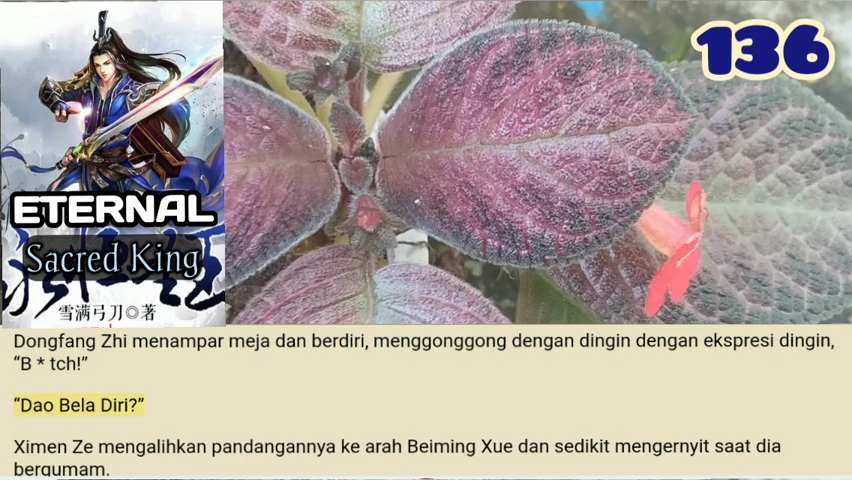 136
ETERNAL
Sacred King
雪满弓刀◎著
Dongfang Zhi menampar meja dan berdiri, menggonggong dengan dingin dengan ekspresi dingin,
“B * tch!”
“Dao Bela Diri?”
Ximen Ze mengalihkan pandangannya ke arah Beiming Xue dan sedikit mengernyit saat dia
bergumam.